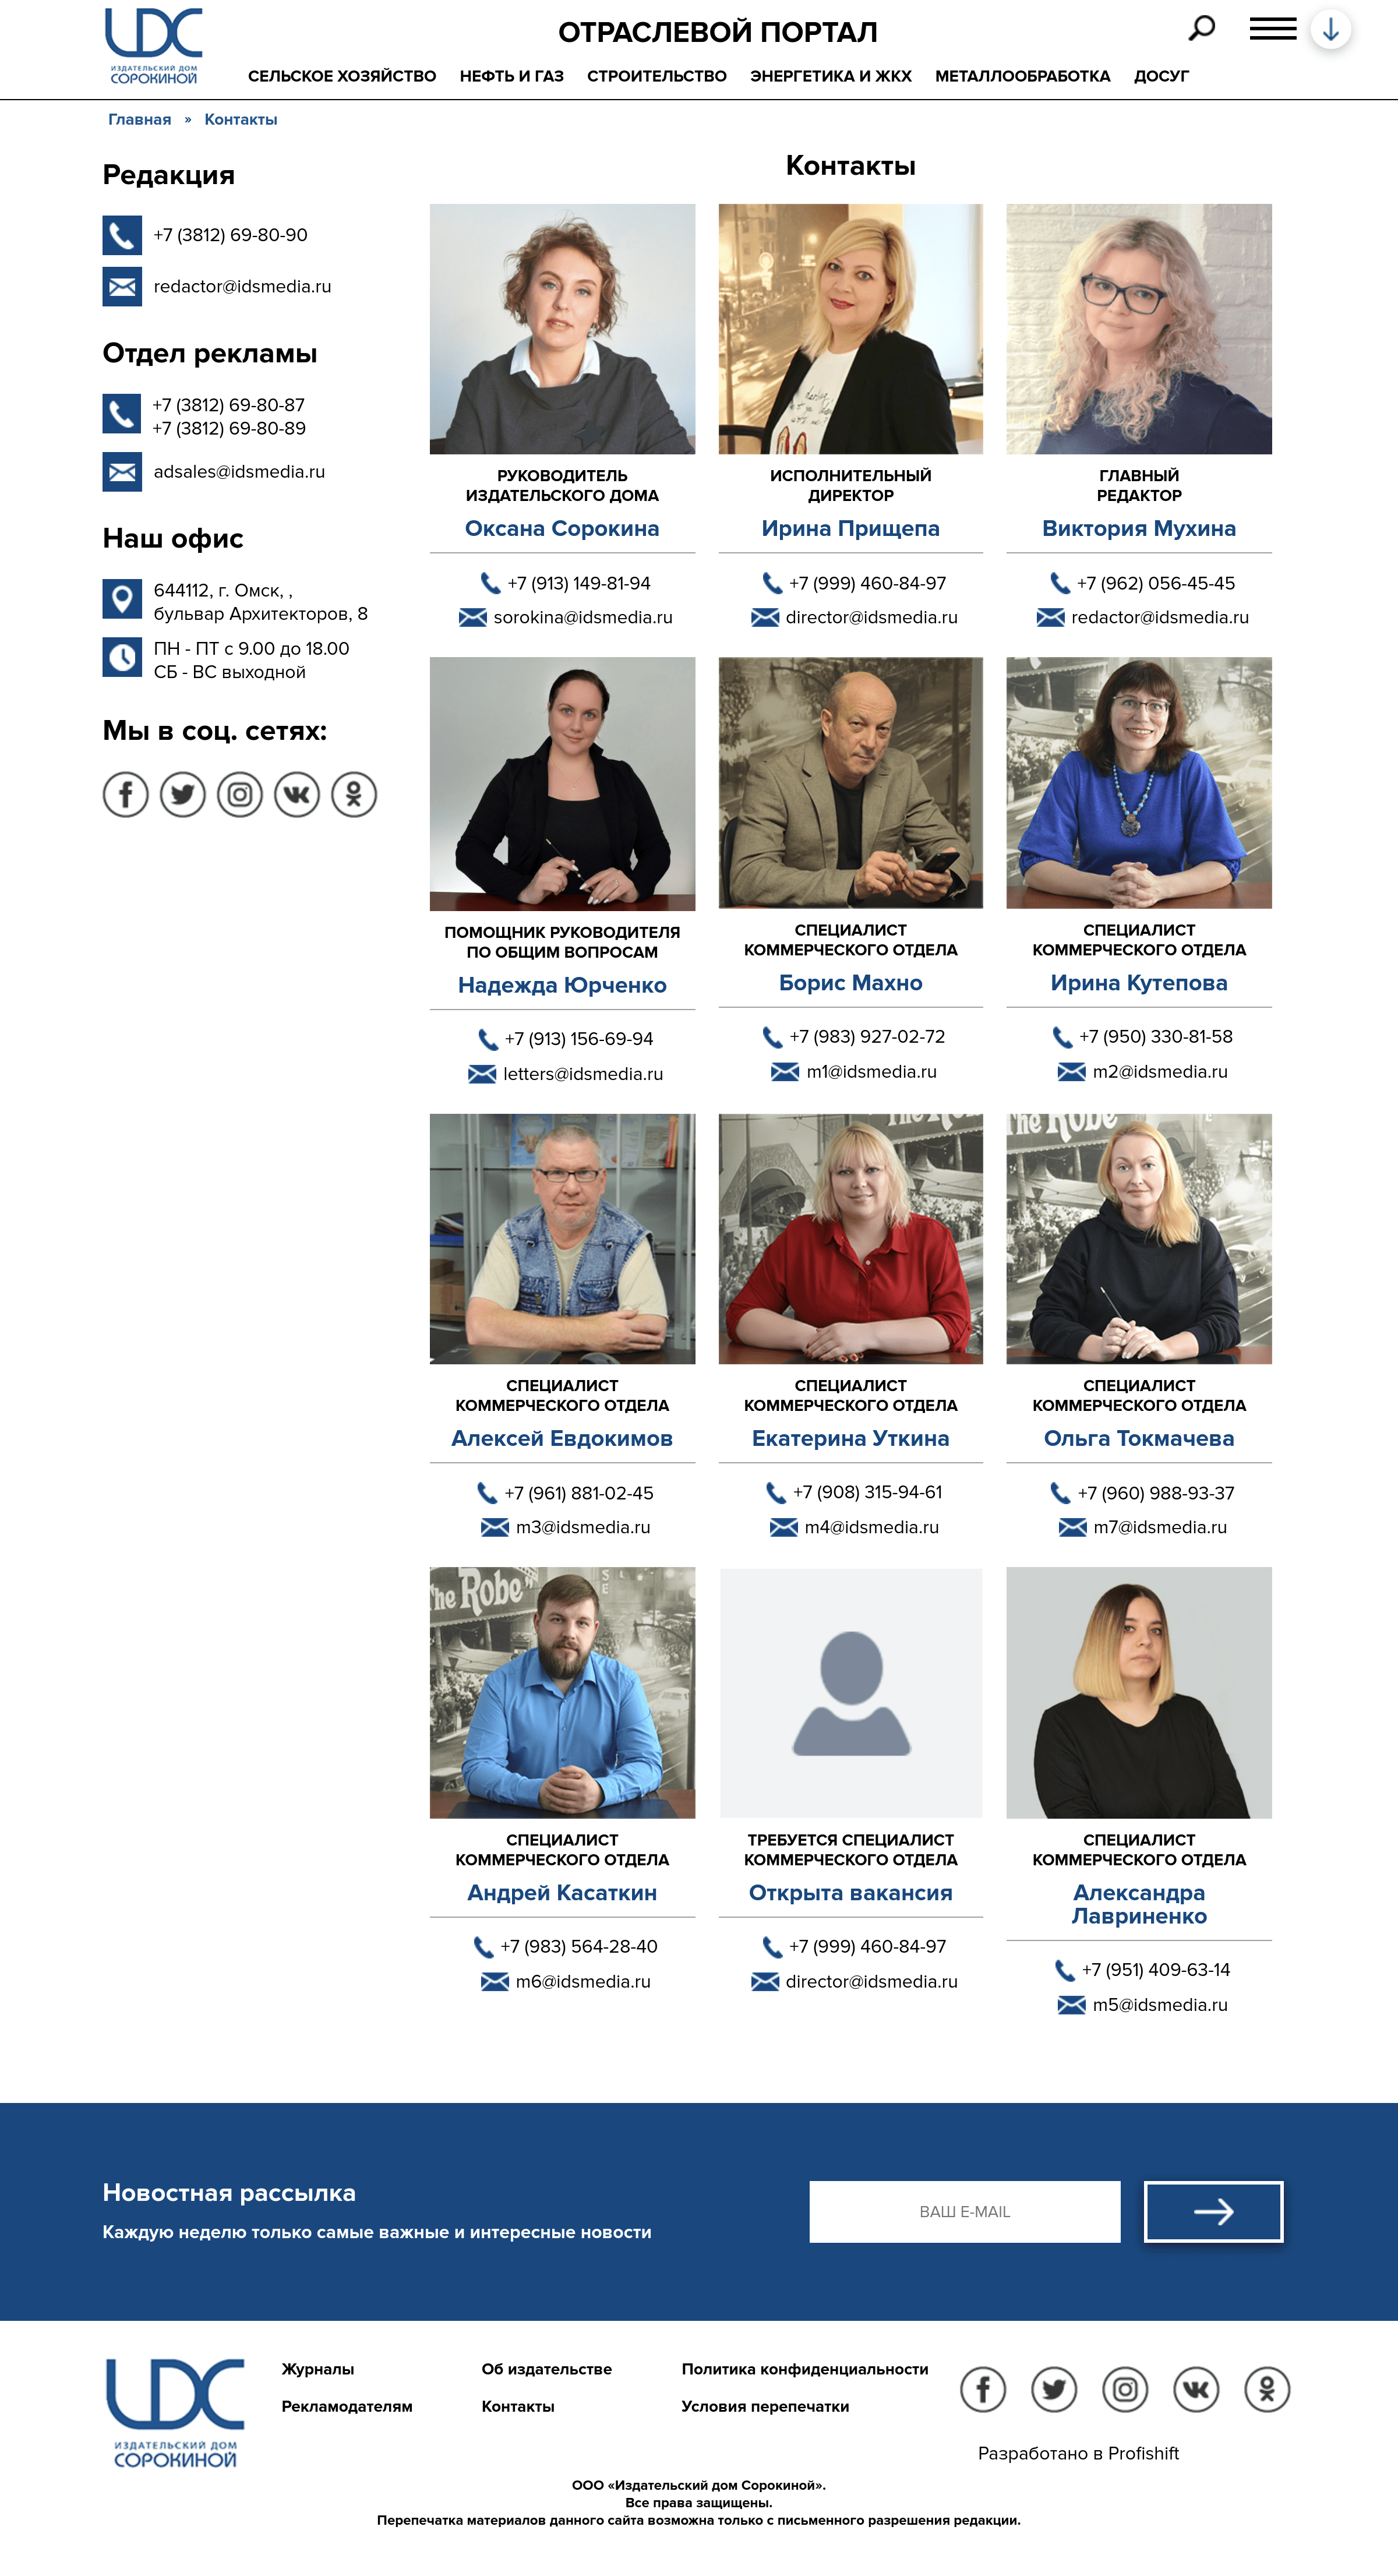 ИЗДАТЕЛЬСКИЙ ДОМ
СОРОКИНОЙ
ОТРАСЛЕВОЙ ПОРТАЛ
СЕЛЬСКОЕ ХОЗЯЙСТВО НЕФТЬ И ГАЗ СТРОИТЕЛЬСТВО ЭНЕРГЕТИКА И ЖКХ МЕТАЛЛООБРАБОТКА ДОСУГ
Главная » Контакты
Редакция
+7 (3812) 69-80-90
redactor@idsmedia.ru
Отдел рекламы
+7 (3812) 69-80-87
+7 (3812) 69-80-89
adsales@idsmedia.ru
Наш офис
644112, г. Омск, ,
бульвар Архитекторов, 8
ПН - ПТ с 9.00 до 18.00
СБ - ВС выходной
Мы в соц. сетях:
Контакты
РУКОВОДИТЕЛЬ
ИЗДАТЕЛЬСКОГО ДОМА
Оксана Сорокина
+7 (913) 149-81-94
sorokina@idsmedia.ru
ИСПОЛНИТЕЛЬНЫЙ
ДИРЕКТОР
Ирина Прищепа
+7 (999) 460-84-97
director@idsmedia.ru
ГЛАВНЫЙ
РЕДАКТОР
Виктория Мухина
+7 (962) 056-45-45
redactor@idsmedia.ru
ПОМОЩНИК РУКОВОДИТЕЛЯ
ПО ОБЩИМ ВОПРОСАМ
Надежда Юрченко
+7 (913) 156-69-94
letters@idsmedia.ru
СПЕЦИАЛИСТ
КОММЕРЧЕСКОГО ОТДЕЛА
Борис Махно
+7 (983) 927-02-72
m1@idsmedia.ru
СПЕЦИАЛИСТ
КОММЕРЧЕСКОГО ОТДЕЛА
Ирина Кутепова
+7 (950) 330-81-58
m2@idsmedia.ru
СПЕЦИАЛИСТ
КОММЕРЧЕСКОГО ОТДЕЛА
Алексей Евдокимов
+7 (961) 881-02-45
m3@idsmedia.ru
The Robe
СПЕЦИАЛИСТ
КОММЕРЧЕСКОГО ОТДЕЛА
Екатерина Уткина
+7 (908) 315-94-61
m4@idsmedia.ru
The Robe
СПЕЦИАЛИСТ
КОММЕРЧЕСКОГО ОТДЕЛА
Ольга Токмачева
+7 (960) 988-93-37
m7@idsmedia.ru
The Robe
СПЕЦИАЛИСТ
КОММЕРЧЕСКОГО ОТДЕЛА
Андрей Касаткин
+7 (983) 564-28-40
m6@idsmedia.ru
ТРЕБУЕТСЯ СПЕЦИАЛИСТ
КОММЕРЧЕСКОГО ОТДЕЛА
Открыта вакансия
+7 (999) 460-84-97
director@idsmedia.ru
СПЕЦИАЛИСТ
КОММЕРЧЕСКОГО ОТДЕЛА
Александра
Лавриненко
+7 (951) 409-63-14
m5@idsmedia.ru
Новостная рассылка
Каждую неделю только самые важные и интересные новости
ВАШ E-MAIL
ИЗДАТЕЛЬСКИЙ ДОМ
СОРОКИНОЙ
Журналы
Рекламодателям
Об издательстве
Контакты
Политика конфиденциальности
Условия перепечатки
Разработано в Profishift
ООО «Издательский дом Сорокиной».
Все права защищены.
Перепечатка материалов данного сайта возможна только с письменного разрешения редакции.